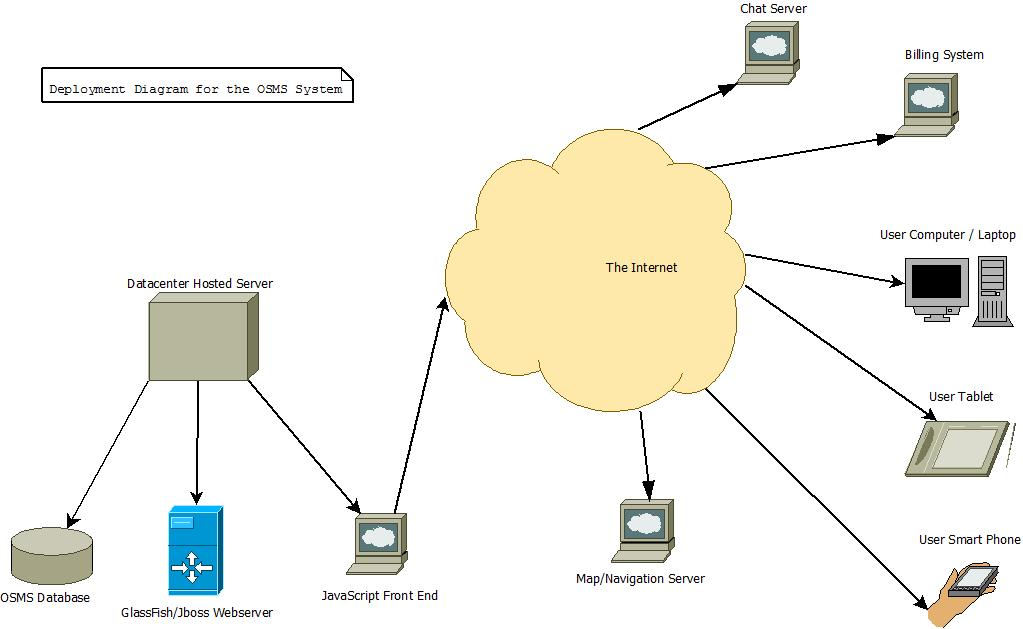 Chat Server
Billing System
Deployment Diagram for the OSMS System
User Computer / Laptop
The Internet
Datacenter Hosted Server
User Tablet
User Smart Phone
Map/Navigation Server
OSMS Database
JavaScript Front End
GlassFish/Jboss Webserver